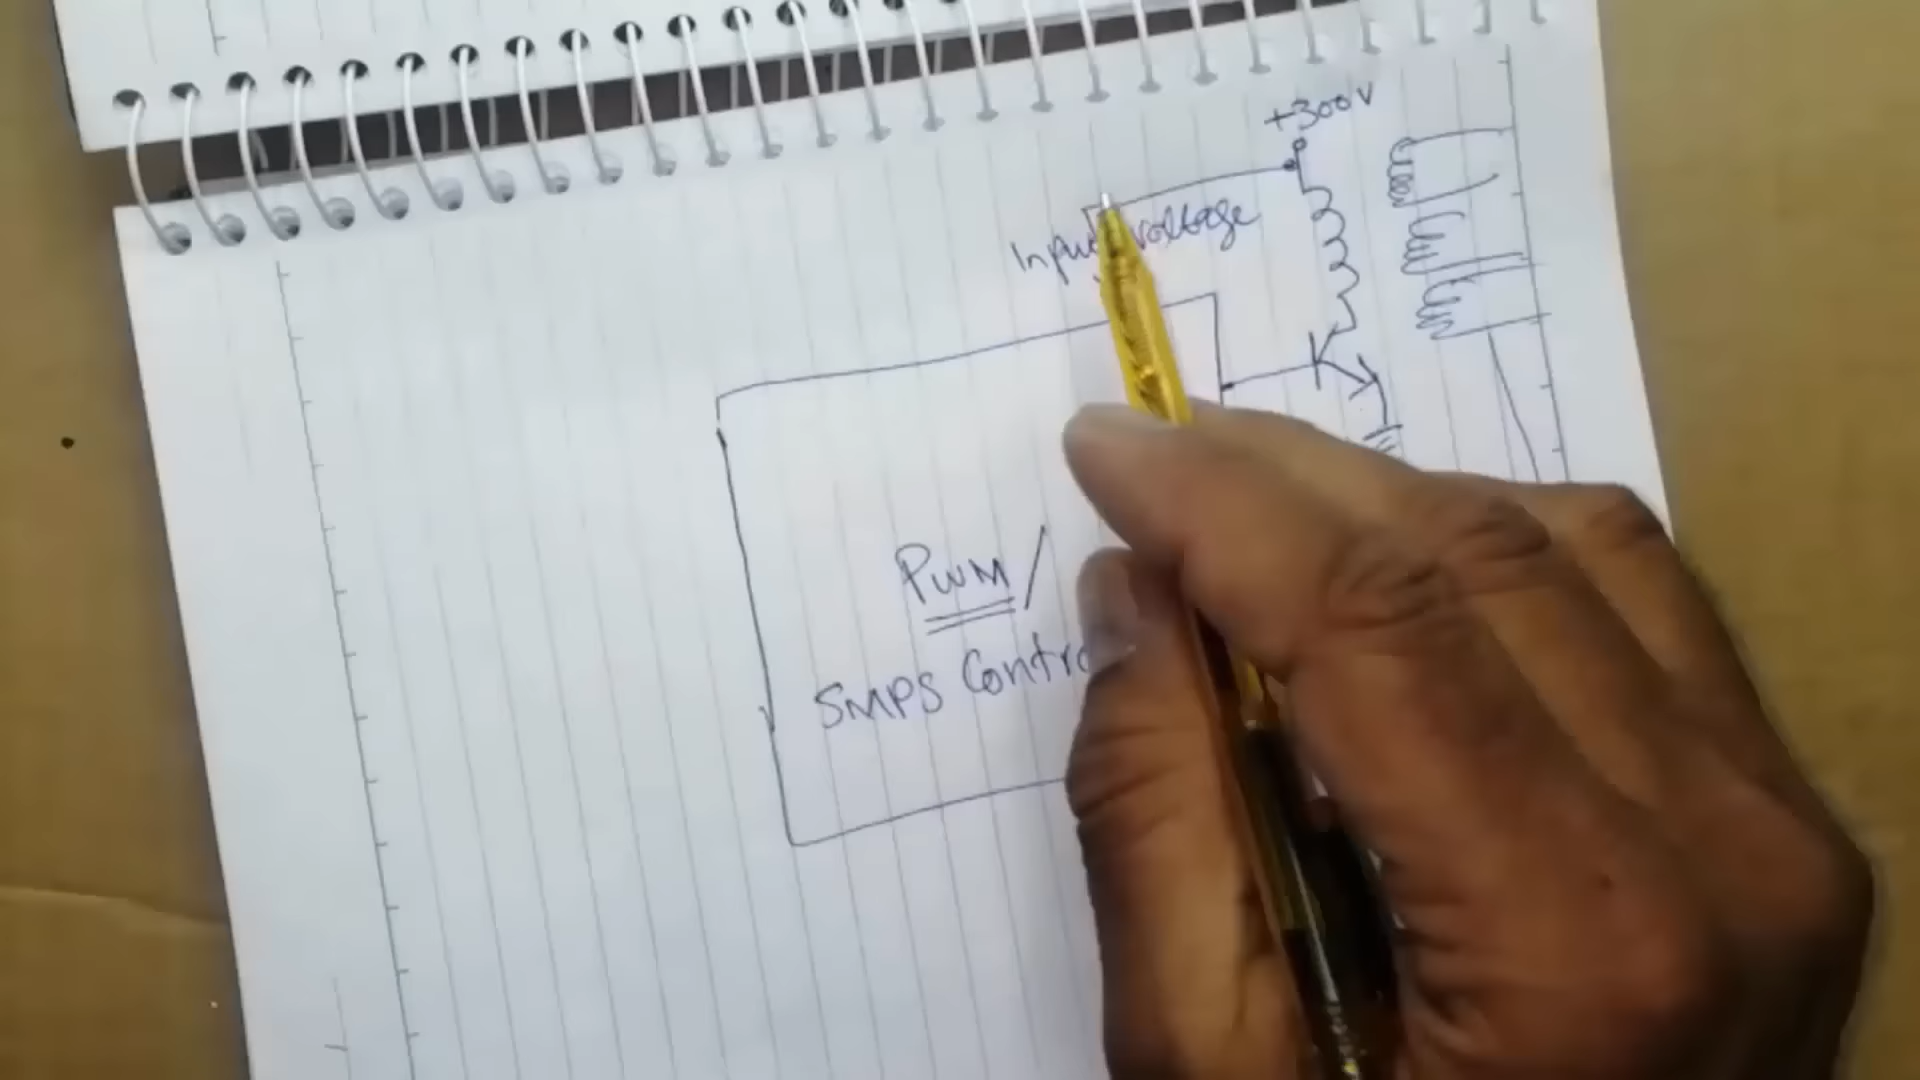 +300V
Input voltage
PWM/
SMPS Contro